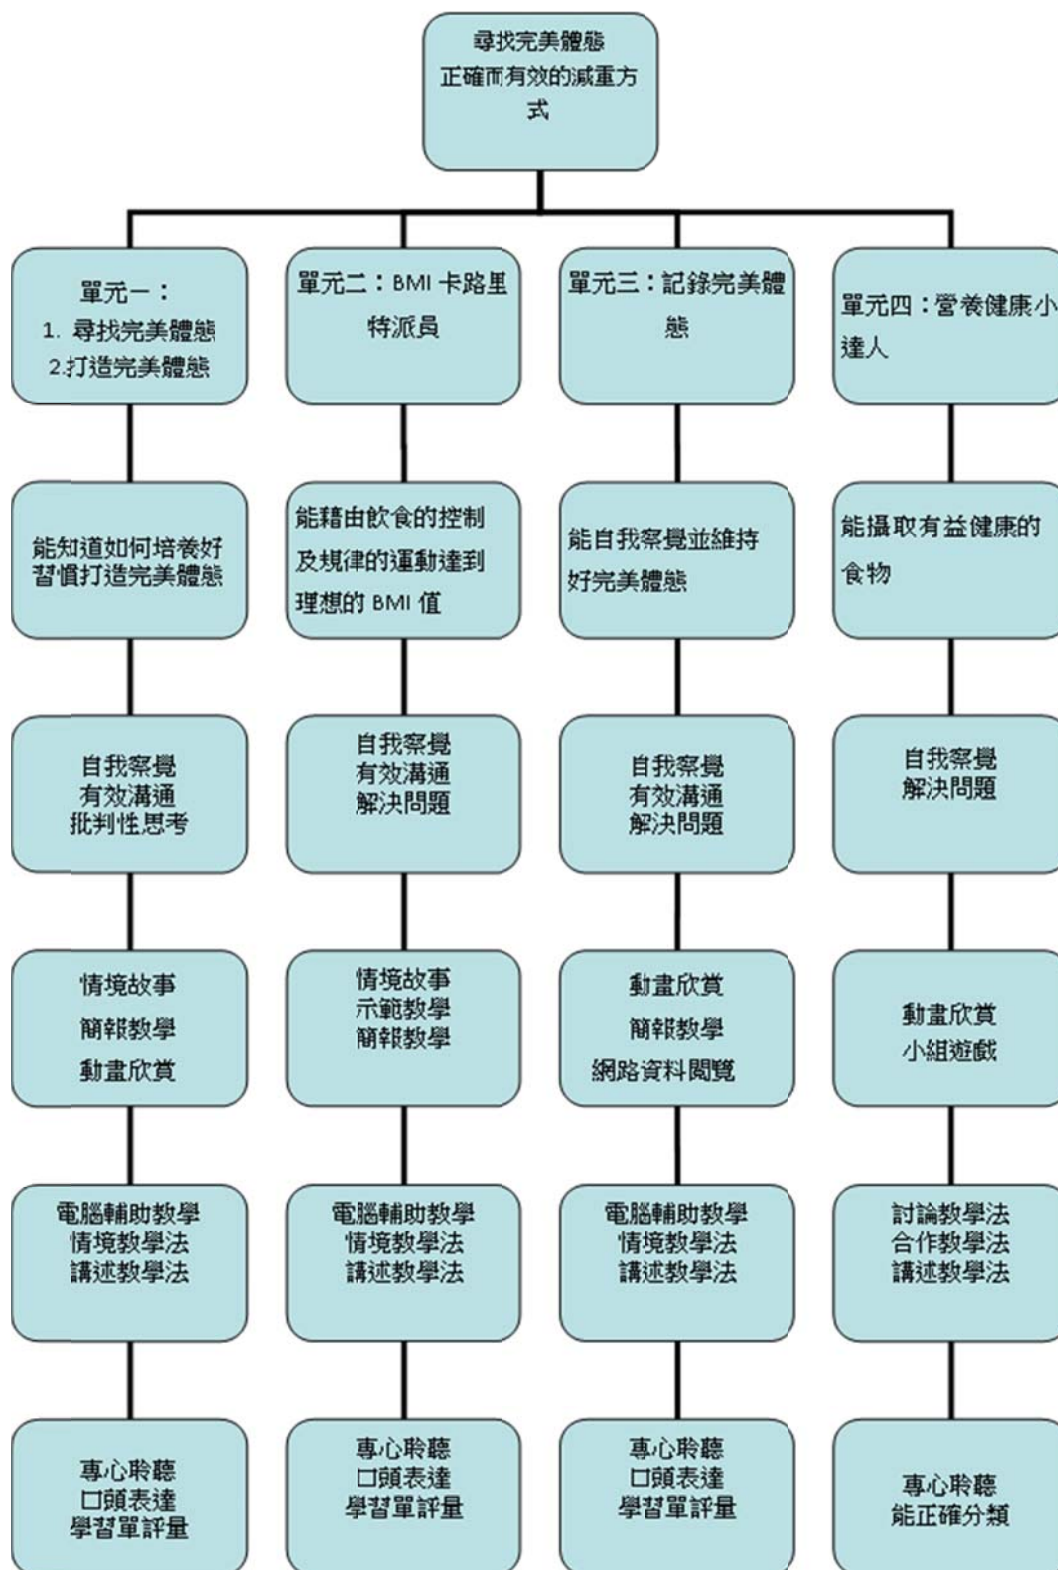 尋找完美體態
正確而有效的減重方
式
單元一：
1. 尋找完美體態
2.打造完美體態
單元二：BMI 卡路里
特派員
單元三：記錄完美體
態
單元四：營養健康小
達人
能知道如何培養好
習慣打造完美體態
能藉由飲食的控制
及規律的運動達到
理想的 BMI 值
能自我察覺並維持
好完美體態
能攝取有益健康的
食物
自我察覺
有效溝通
批判性思考
自我察覺
有效溝通
解決問題
自我察覺
有效溝通
解決問題
自我察覺
解決問題
情境故事
簡報教學
動畫欣賞
情境故事
示範教學
簡報教學
動畫欣賞
簡報教學
網路資料閱覽
動畫欣賞
小組遊戲
電腦輔助教學
情境教學法
講述教學法
電腦輔助教學
情境教學法
講述教學法
電腦輔助教學
情境教學法
講述教學法
討論教學法
合作教學法
講述教學法
專心聆聽
口頭表達
學習單評量
專心聆聽
口頭表達
學習單評量
專心聆聽
口頭表達
學習單評量
專心聆聽
能正確分類